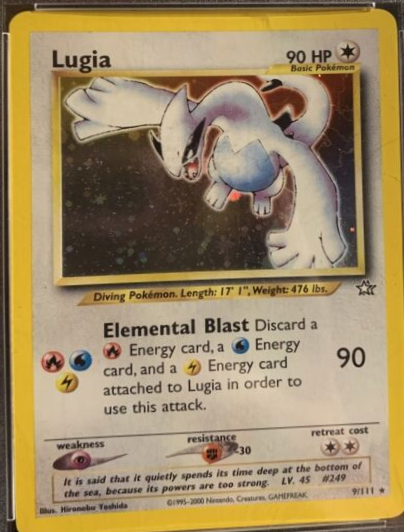 Lugia
90 HP
Basic Pokémon
Diving Pokémon. Length: 17' 1", Weight: 476 lbs.
Elemental Blast Discard a
Energy card, a Energy
card, and a Energy card
attached to Lugia in order to
use this attack.
90
weakness
resistance
-30
retreat cost
It is said that it quietly spends its time deep at the bottom of
the sea, because its powers are too strong. LV. 45 #249
Illus. Hironobu Yoshida
©1995-2000 Nintendo, Creatures, GAMEFREAK
9/111 ★